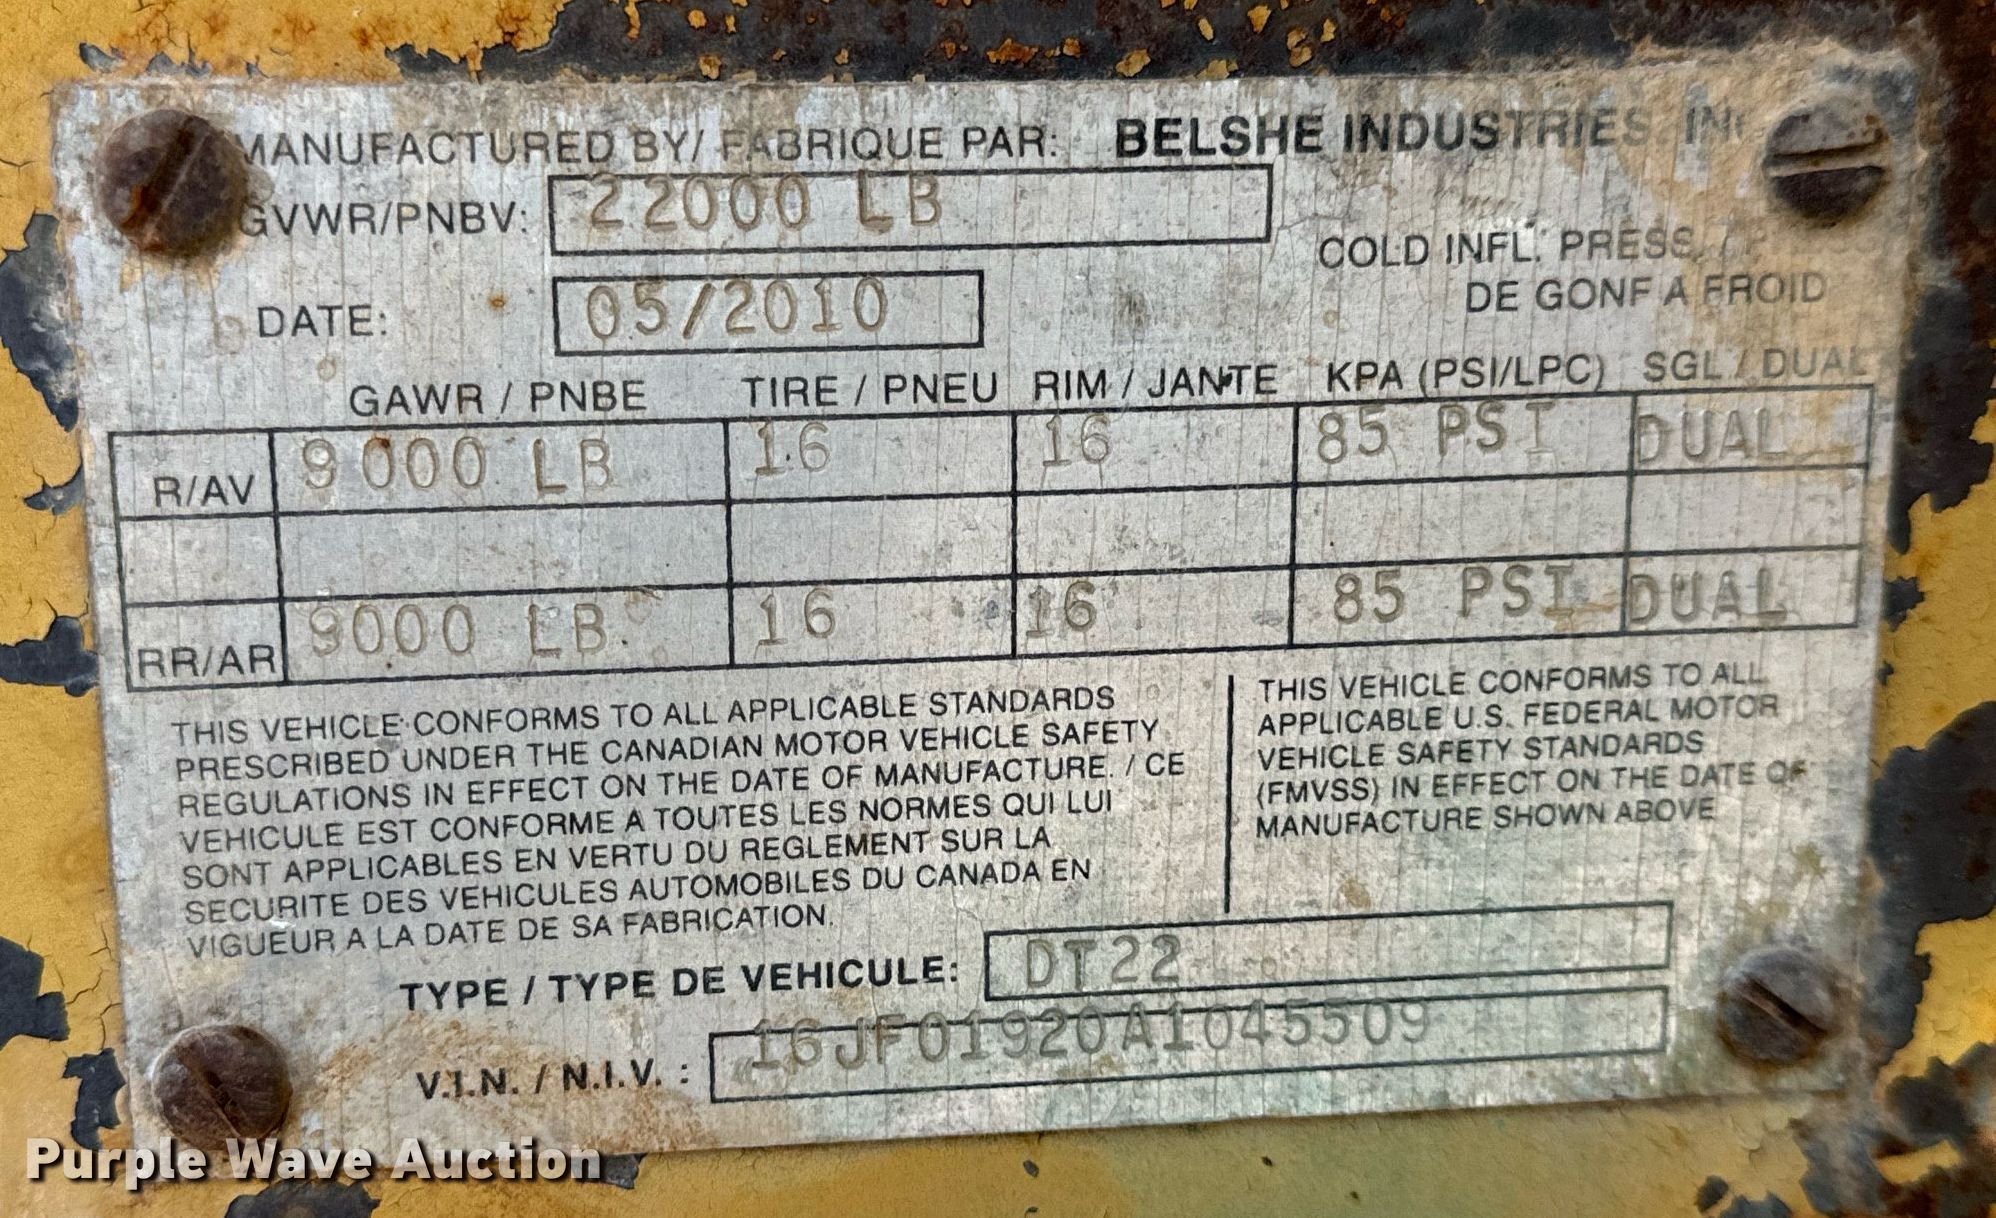 MANUFACTURED BY/ FABRIQUE PAR: BELSHE INDUSTRIES
GVWR/PNBV: 22000 LB
COLD INFL. PRESS. /
DE GONF A FROID
DATE: 05/2010
GAWR / PNBE TIRE / PNEU RIM / JANTE KPA (PSI/LPC) SGL / DUAL
R/AV 9000 LB 16 16 85 PSI DUAL
RR/AR 9000 LB 16 16 85 PSI DUAL
THIS VEHICLE CONFORMS TO ALL APPLICABLE STANDARDS
PRESCRIBED UNDER THE CANADIAN MOTOR VEHICLE SAFETY
REGULATIONS IN EFFECT ON THE DATE OF MANUFACTURE. / CE
VEHICULE EST CONFORME A TOUTES LES NORMES QUI LUI
SONT APPLICABLES EN VERTU DU REGLEMENT SUR LA
SECURITE DES VEHICULES AUTOMOBILES DU CANADA EN
VIGUEUR A LA DATE DE SA FABRICATION.
THIS VEHICLE CONFORMS TO ALL
APPLICABLE U.S. FEDERAL MOTOR
VEHICLE SAFETY STANDARDS
(FMVSS) IN EFFECT ON THE DATE OF
MANUFACTURE SHOWN ABOVE
TYPE / TYPE DE VEHICULE: DT22
V.I.N. / N.I.V. : 16JF01920A1045509
Purple Wave Auction